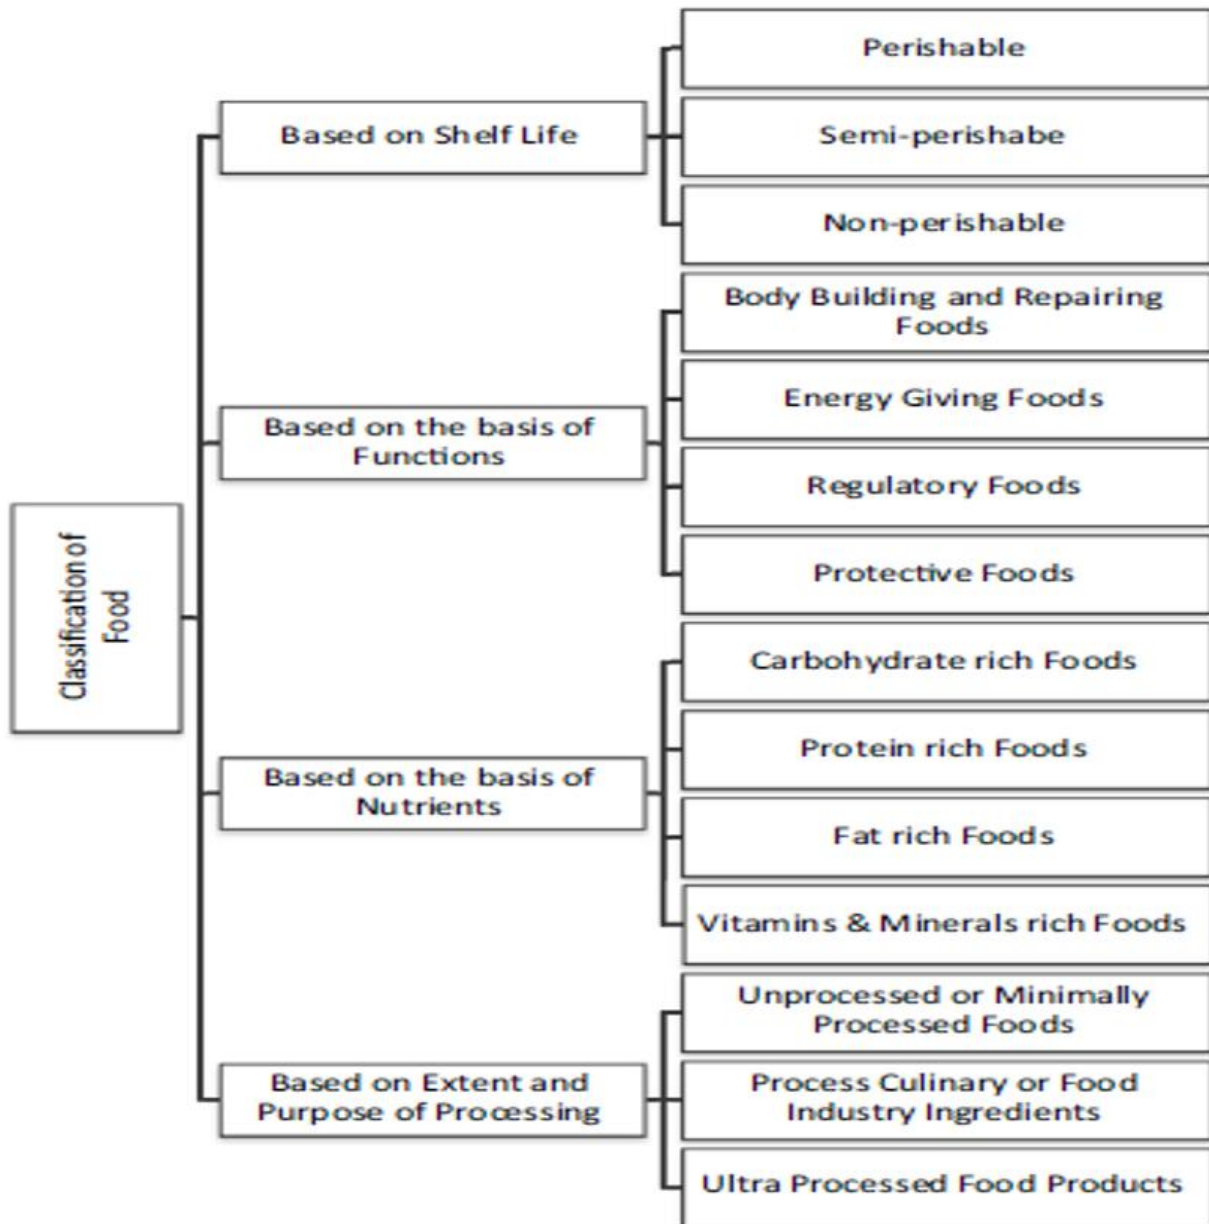 Classification of
Food
Based on Shelf Life
Perishable
Semi-perishabe
Non-perishable
Based on the basis of
Functions
Body Building and Repairing
Foods
Energy Giving Foods
Regulatory Foods
Protective Foods
Based on the basis of
Nutrients
Carbohydrate rich Foods
Protein rich Foods
Fat rich Foods
Vitamins & Minerals rich Foods
Based on Extent and
Purpose of Processing
Unprocessed or Minimally
Processed Foods
Process Culinary or Food
Industry Ingredients
Ultra Processed Food Products